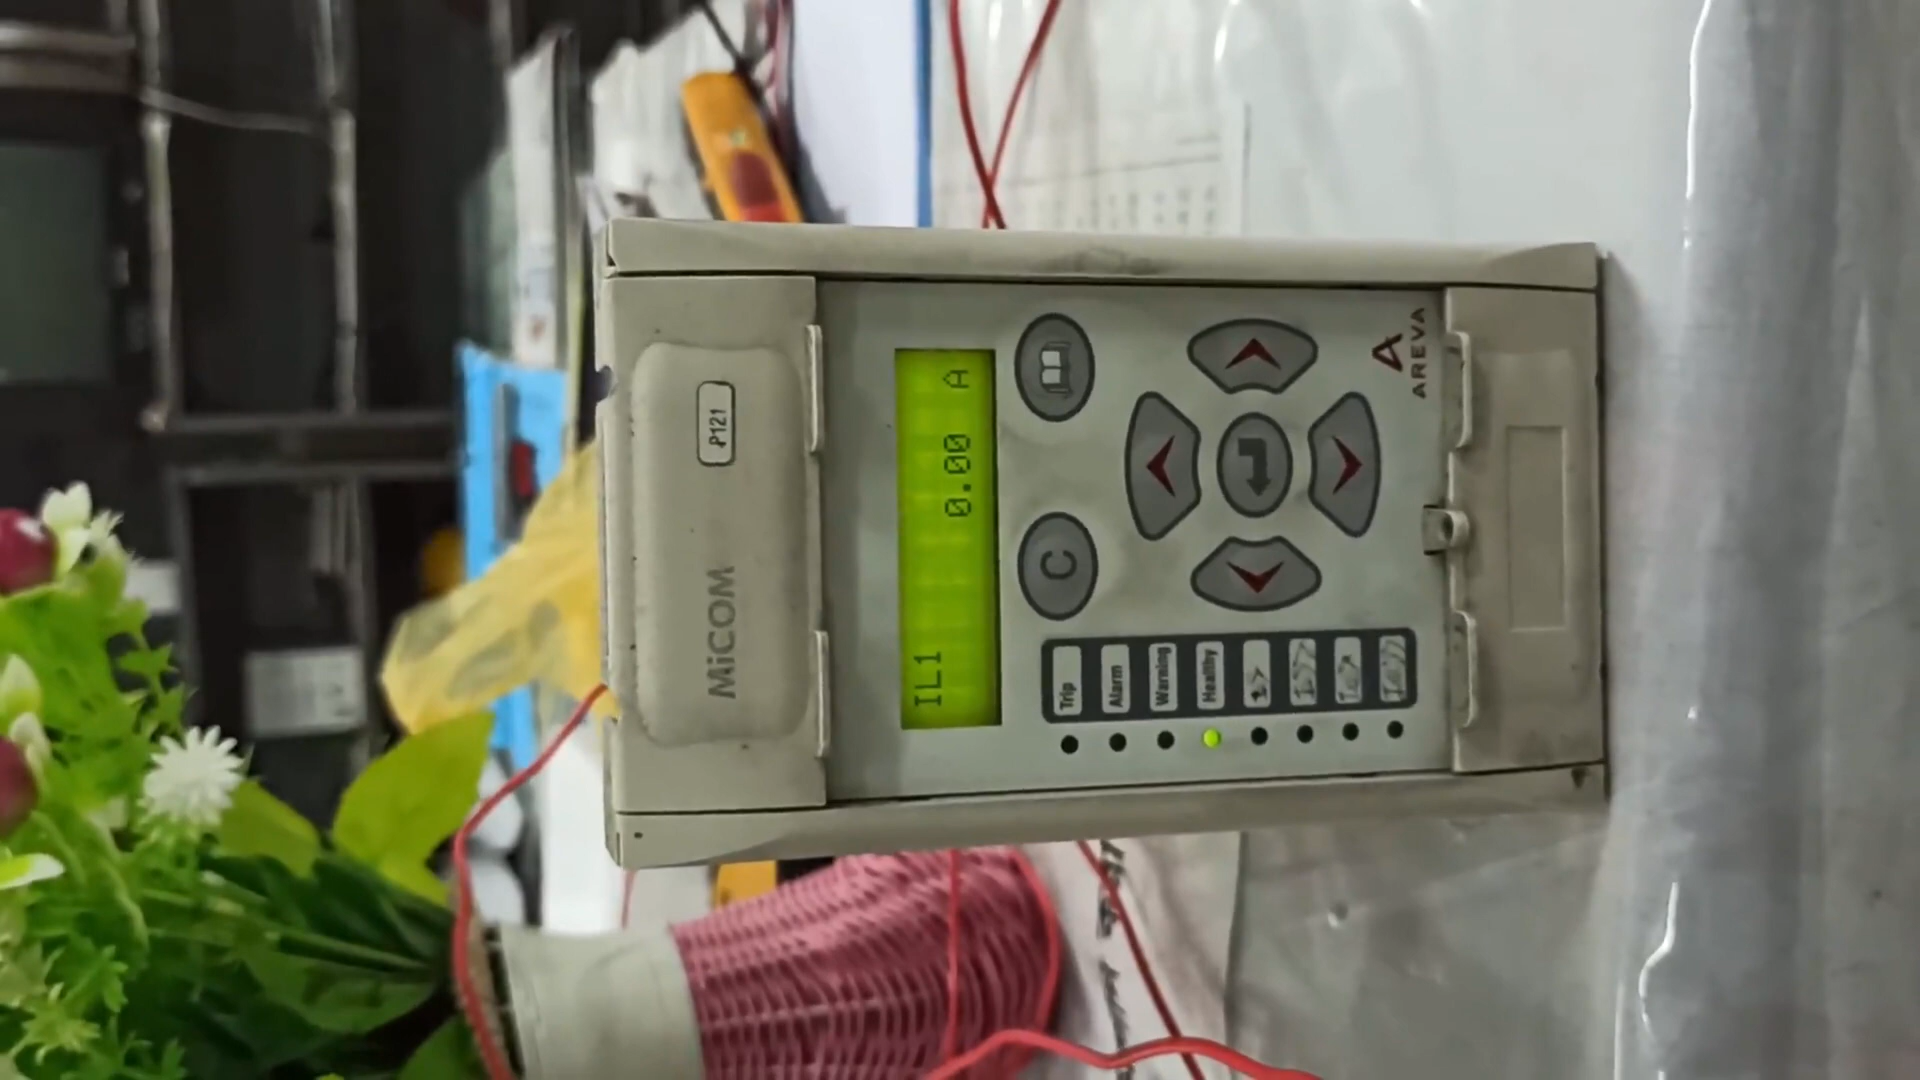 MiCOM
P121
IL1
0.00 A
C
Trip
Alarm
Warning
Healthy
I>
I>>
AREVA